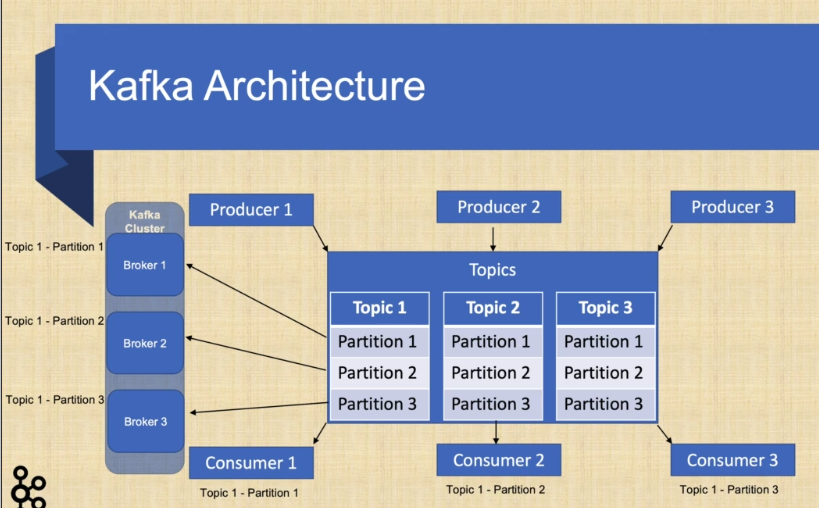 Kafka Architecture
Kafka
Cluster
Topic 1 - Partition 1
Broker 1
Topic 1 - Partition 2
Broker 2
Topic 1 - Partition 3
Broker 3
Producer 1
Producer 2
Producer 3
Topics
Topic 1
Topic 2
Topic 3
Partition 1
Partition 1
Partition 1
Partition 2
Partition 2
Partition 2
Partition 3
Partition 3
Partition 3
Consumer 1
Consumer 2
Consumer 3
Topic 1 - Partition 1
Topic 1 - Partition 2
Topic 1 - Partition 3